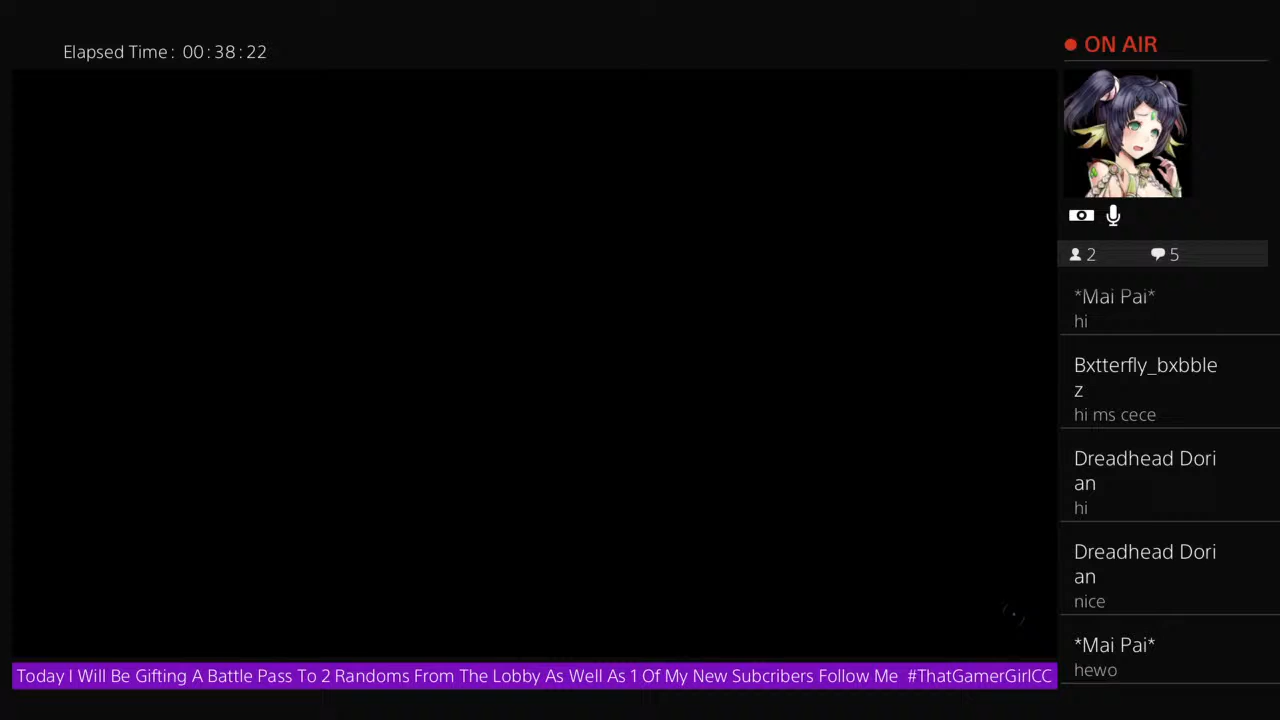 Elapsed Time: 00:38:22
ON AIR
2 5
*Mai Pai*
hi
Bxtterfly_bxbble
z
hi ms cece
Dreadhead Dori
an
hi
Dreadhead Dori
an
nice
*Mai Pai*
hewo
Today I Will Be Gifting A Battle Pass To 2 Randoms From The Lobby As Well As 1 Of My New Subcribers Follow Me #ThatGamerGirlCC